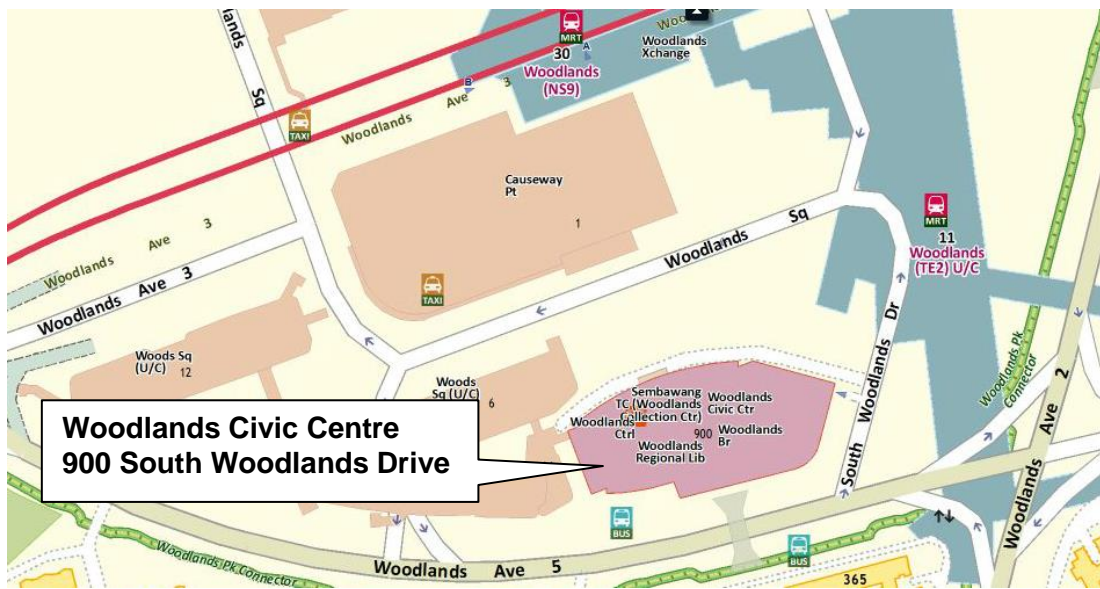 Woodlands
lands
Sq
MRT
30
Woodlands
(NS9)
A
B
Woodlands
Xchange
TAXI
Woodlands Ave 3
Causeway
Pt
1
MRT
11
Woodlands
(TE2) U/C
Woodlands Ave 3
Woodlands Ave 3
TAXI
Woodlands Sq
South Woodlands Dr
Woodlands Pk
Connector
Woods Sq
(U/C) 12
Woods
Sq (U/C) 6
Sembawang
TC (Woodlands
Collection Ctr)
Woodlands
Civic Ctr
Woodlands
Ctrl
900
Woodlands
Br
Woodlands
Regional Lib
Woodlands Civic Centre
900 South Woodlands Drive
Woodlands Ave 2
BUS
BUS
Woodlands Pk Connector
Woodlands Ave 5
365